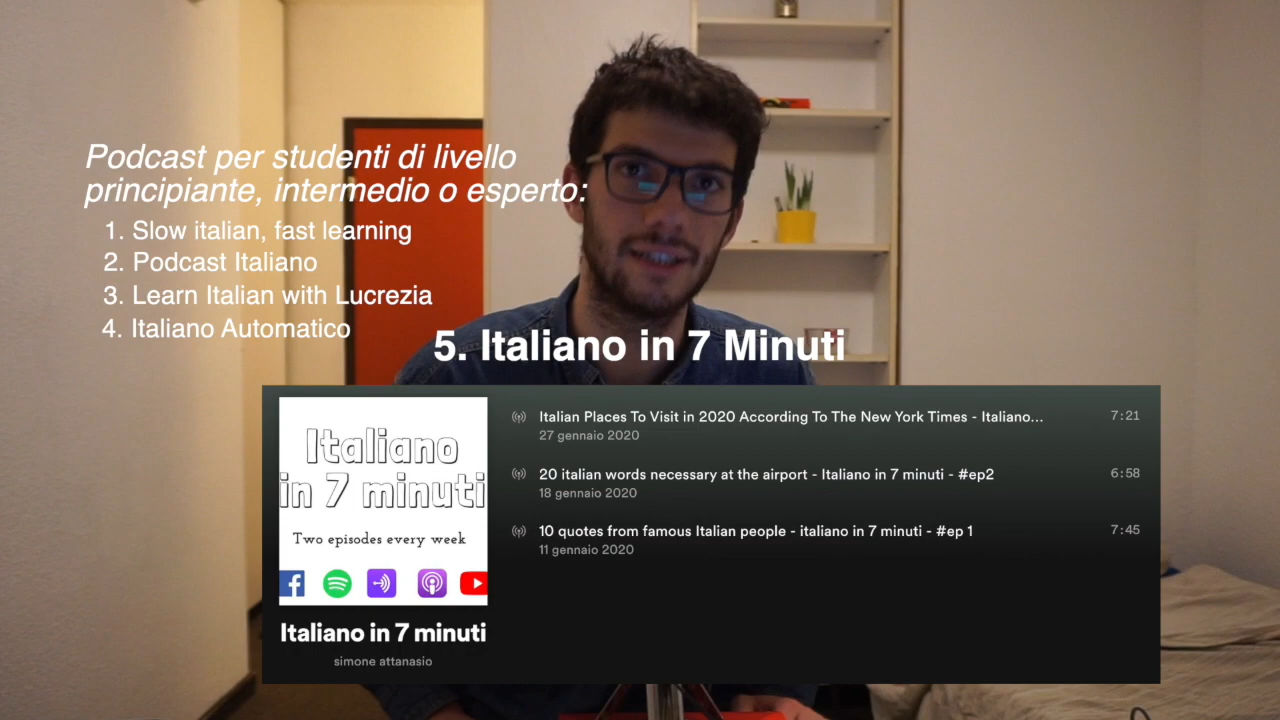 Podcast per studenti di livello
principiante, intermedio o esperto:
1. Slow italian, fast learning
2. Podcast Italiano
3. Learn Italian with Lucrezia
4. Italiano Automatico
5. Italiano in 7 Minuti
Italiano
in 7 minuti
Two episodes every week
Italiano in 7 minuti
simone attanasio
Italian Places To Visit in 2020 According To The New York Times - Italiano... 7:21
27 gennaio 2020
20 italian words necessary at the airport - Italiano in 7 minuti - #ep2 6:58
18 gennaio 2020
10 quotes from famous Italian people - italiano in 7 minuti - #ep 1 7:45
11 gennaio 2020